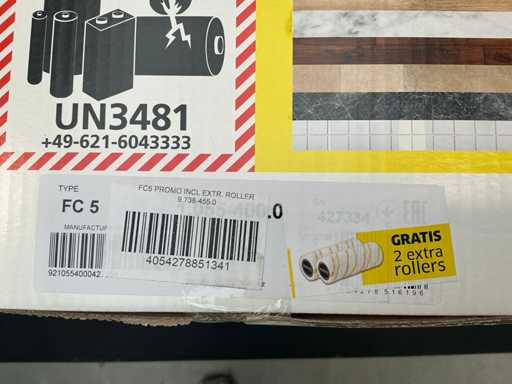 UN3481
+49-621-6043333
TYPE
FC 5
FC5 PROMO INCL EXTR. ROLLER
9.738-455.0
.0
427334
MANUFACTUR
4054278851341
GRATIS
2 extra
rollers